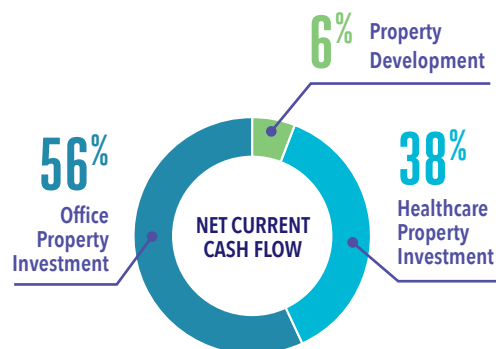 6%
Property
Development
56%
Office
Property
Investment
NET CURRENT
CASH FLOW
38%
Healthcare
Property
Investment